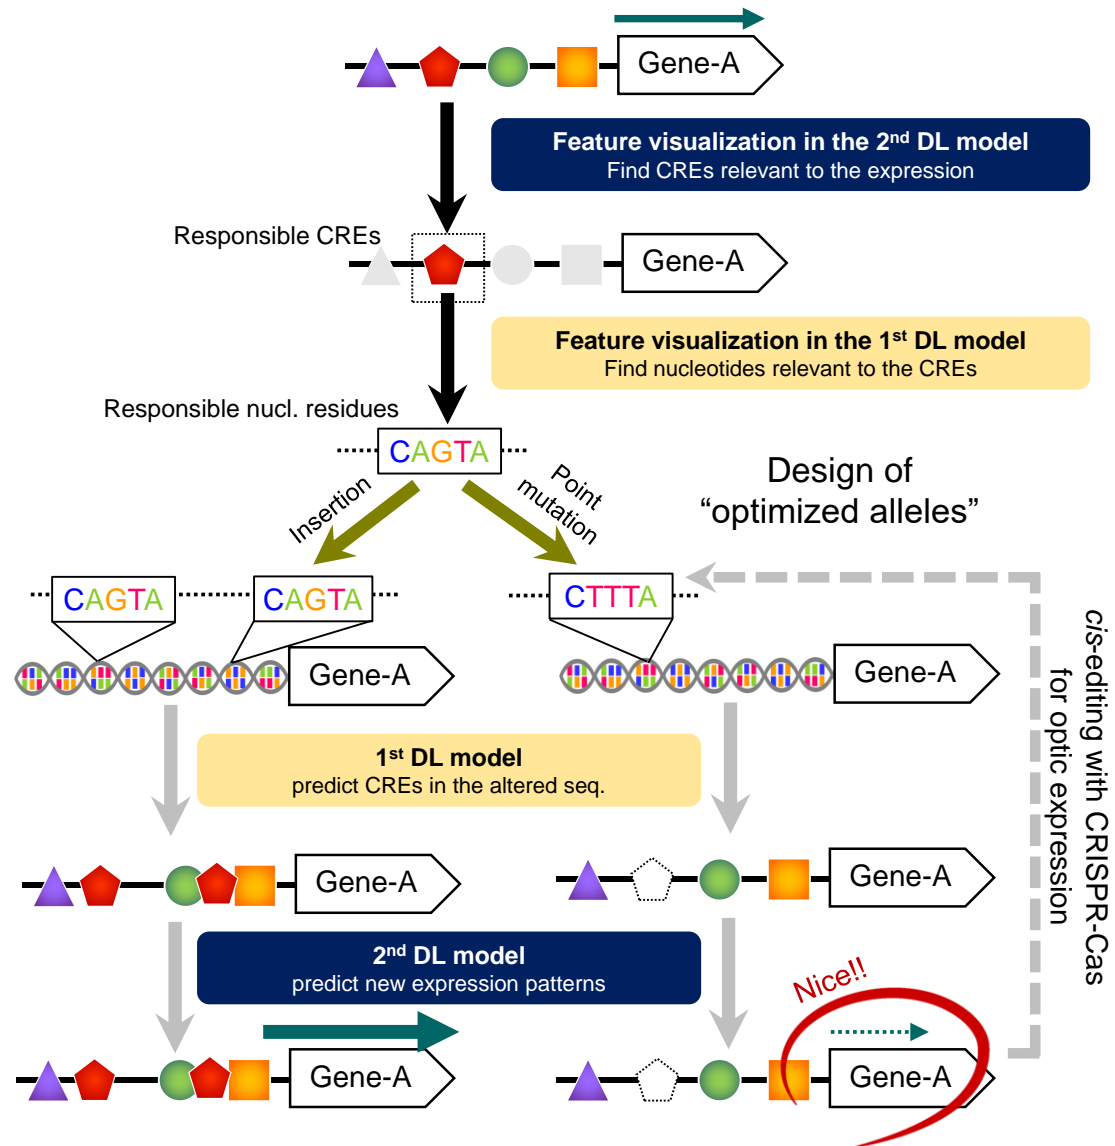 Gene-A
Feature visualization in the 2nd DL model
Find CREs relevant to the expression
Responsible CREs
Gene-A
Feature visualization in the 1st DL model
Find nucleotides relevant to the CREs
Responsible nucl. residues
CAGTA
Insertion
Point
mutation
Design of
“optimized alleles”
CAGTA
CAGTA
CTTTA
Gene-A
Gene-A
cis-editing with CRISPR-Cas
for optic expression
1st DL model
predict CREs in the altered seq.
Gene-A
Gene-A
2nd DL model
predict new expression patterns
Nice!!
Gene-A
Gene-A